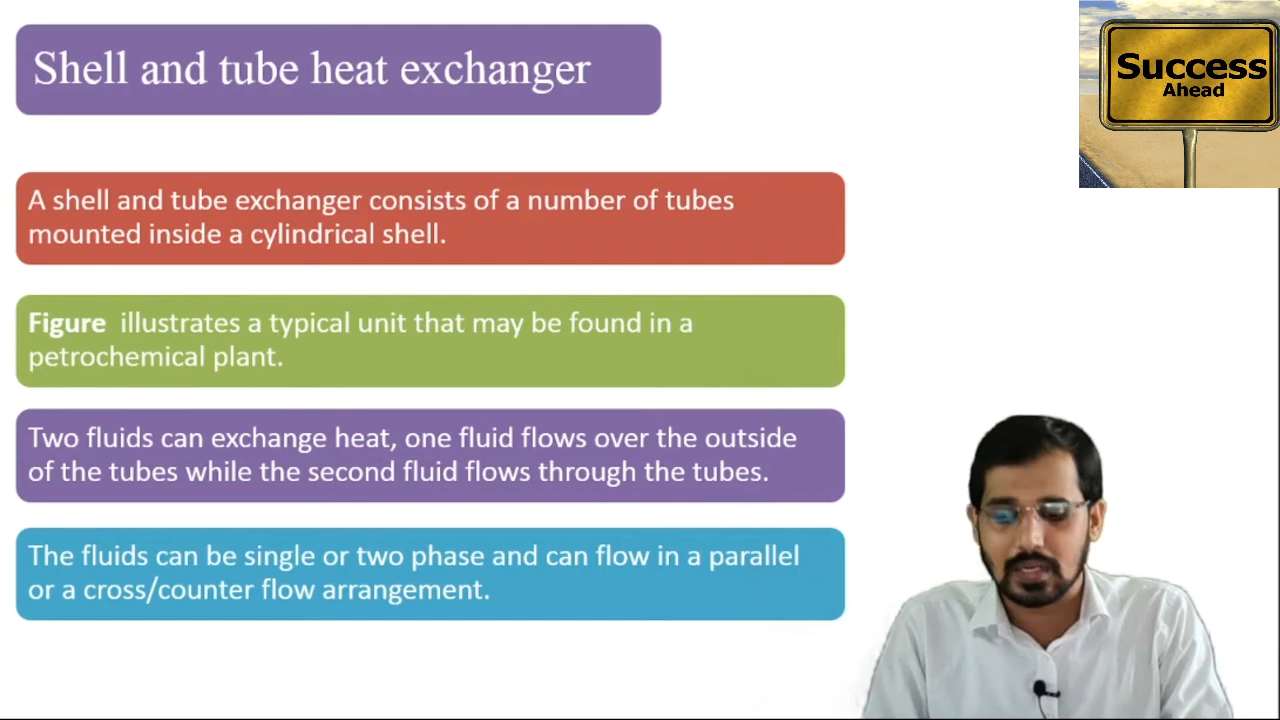 Shell and tube heat exchanger
Success
Ahead
A shell and tube exchanger consists of a number of tubes
mounted inside a cylindrical shell.
Figure illustrates a typical unit that may be found in a
petrochemical plant.
Two fluids can exchange heat, one fluid flows over the outside
of the tubes while the second fluid flows through the tubes.
The fluids can be single or two phase and can flow in a parallel
or a cross/counter flow arrangement.